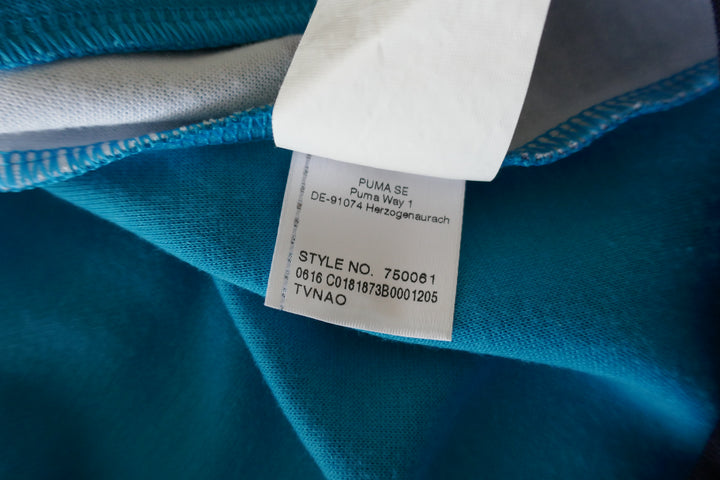 PUMA SE
Puma Way 1
DE-91074 Herzogenaurach
STYLE NO. 750061
0616 C0181873B0001205
TVNAO